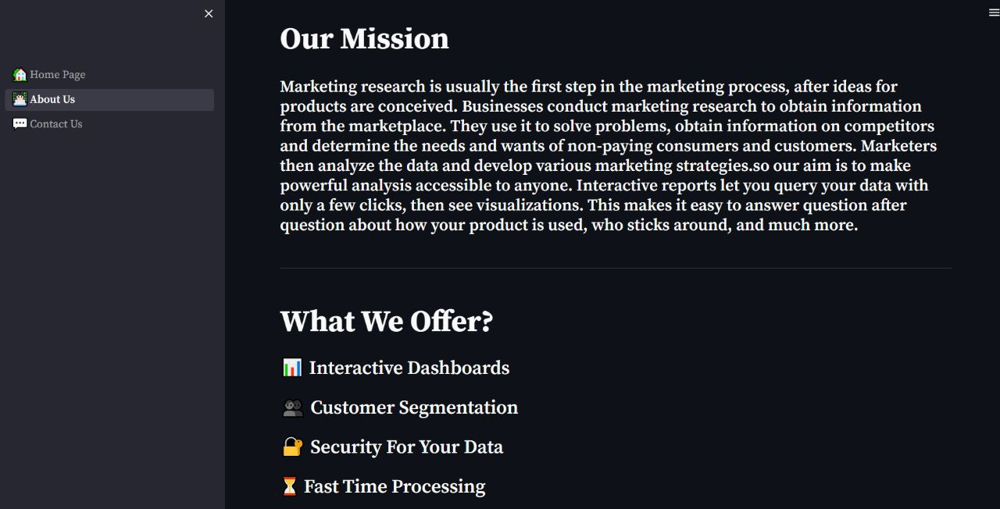 Home Page
About Us
Contact Us
Our Mission
Marketing research is usually the first step in the marketing process, after ideas for
products are conceived. Businesses conduct marketing research to obtain information
from the marketplace. They use it to solve problems, obtain information on competitors
and determine the needs and wants of non-paying consumers and customers. Marketers
then analyze the data and develop various marketing strategies.so our aim is to make
powerful analysis accessible to anyone. Interactive reports let you query your data with
only a few clicks, then see visualizations. This makes it easy to answer question after
question about how your product is used, who sticks around, and much more.
What We Offer?
Interactive Dashboards
Customer Segmentation
Security For Your Data
Fast Time Processing